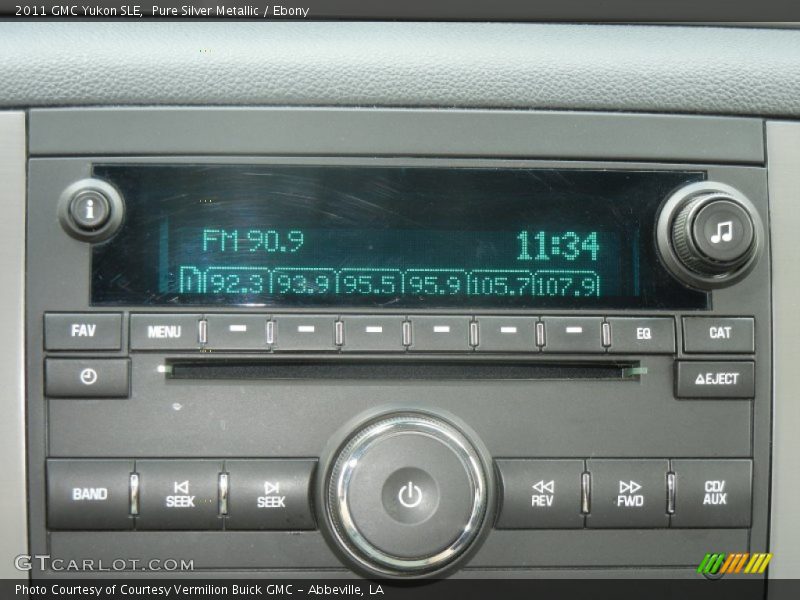 2011 GMC Yukon SLE, Pure Silver Metallic / Ebony
i
FM 90.9 11:34
92.3 93.9 95.5 95.9 105.7 107.9
FAV MENU EQ CAT
EJECT
BAND SEEK SEEK REV FWD CD/AUX
GTCARLOT.COM
Photo Courtesy of Courtesy Vermilion Buick GMC - Abbeville, LA